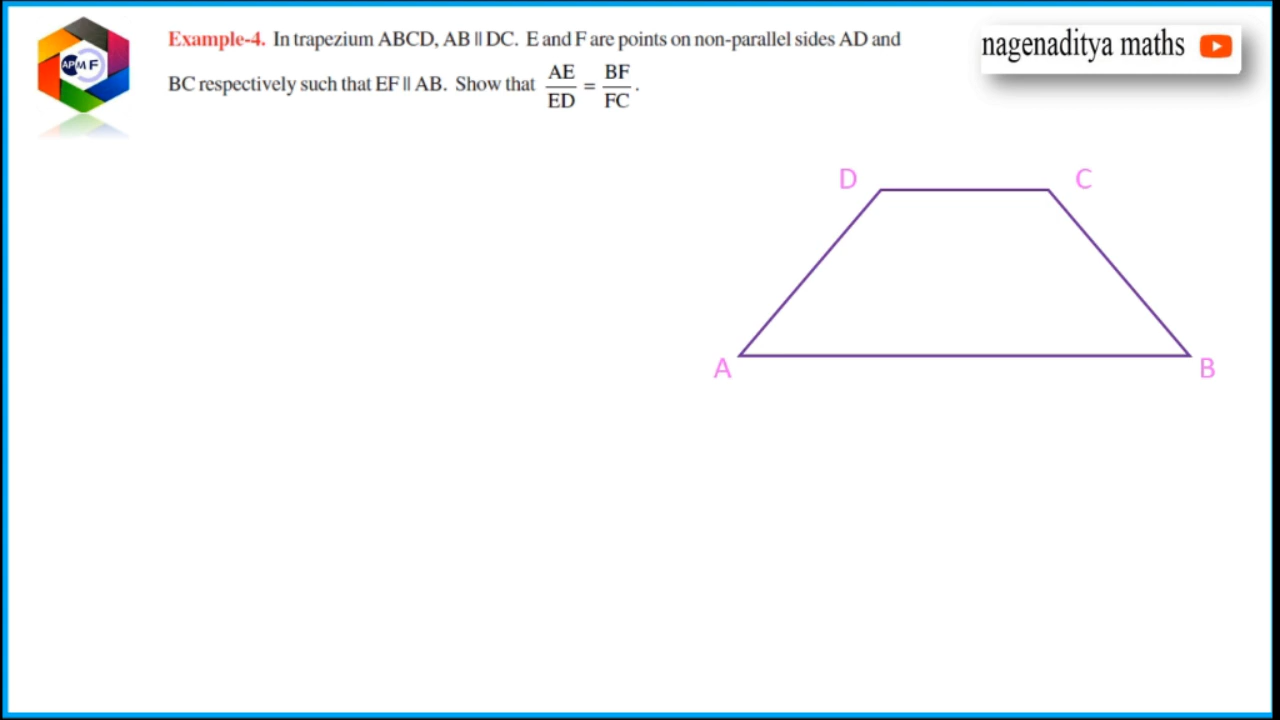 Example-4. In trapezium ABCD, AB || DC. E and F are points on non-parallel sides AD and
BC respectively such that EF || AB. Show that AE/ED = BF/FC.
nagenaditya maths
APMF
D C
A B